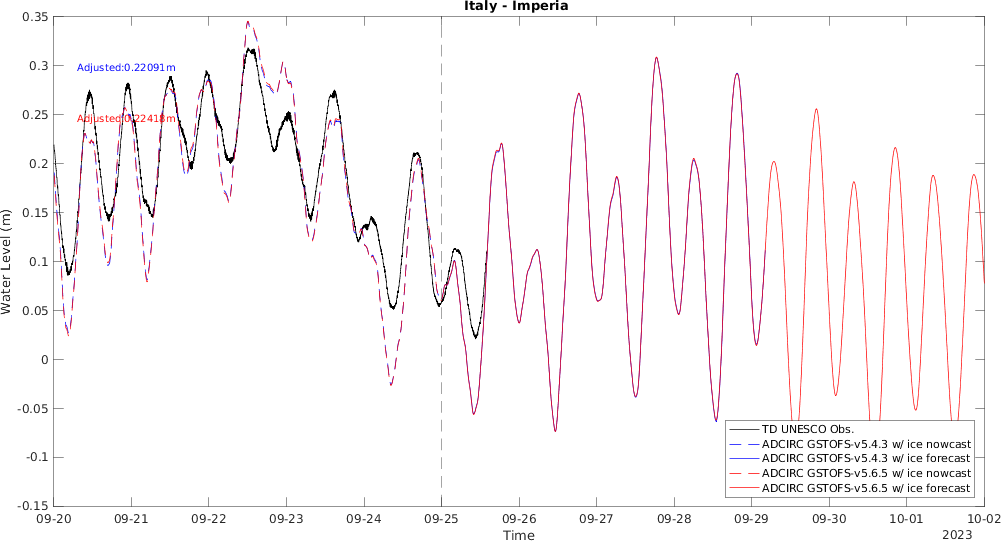 Italy - Imperia
0.35
0.3
0.25
0.2
0.15
0.1
0.05
0
-0.05
-0.1
-0.15
Water Level (m)
Adjusted:0.22091m
Adjusted:0.22418m
TD UNESCO Obs.
ADCIRC GSTOFS-v5.4.3 w/ ice nowcast
ADCIRC GSTOFS-v5.4.3 w/ ice forecast
ADCIRC GSTOFS-v5.6.5 w/ ice nowcast
ADCIRC GSTOFS-v5.6.5 w/ ice forecast
09-20 09-21 09-22 09-23 09-24 09-25 09-26 09-27 09-28 09-29 09-30 10-01 10-02
Time
2023